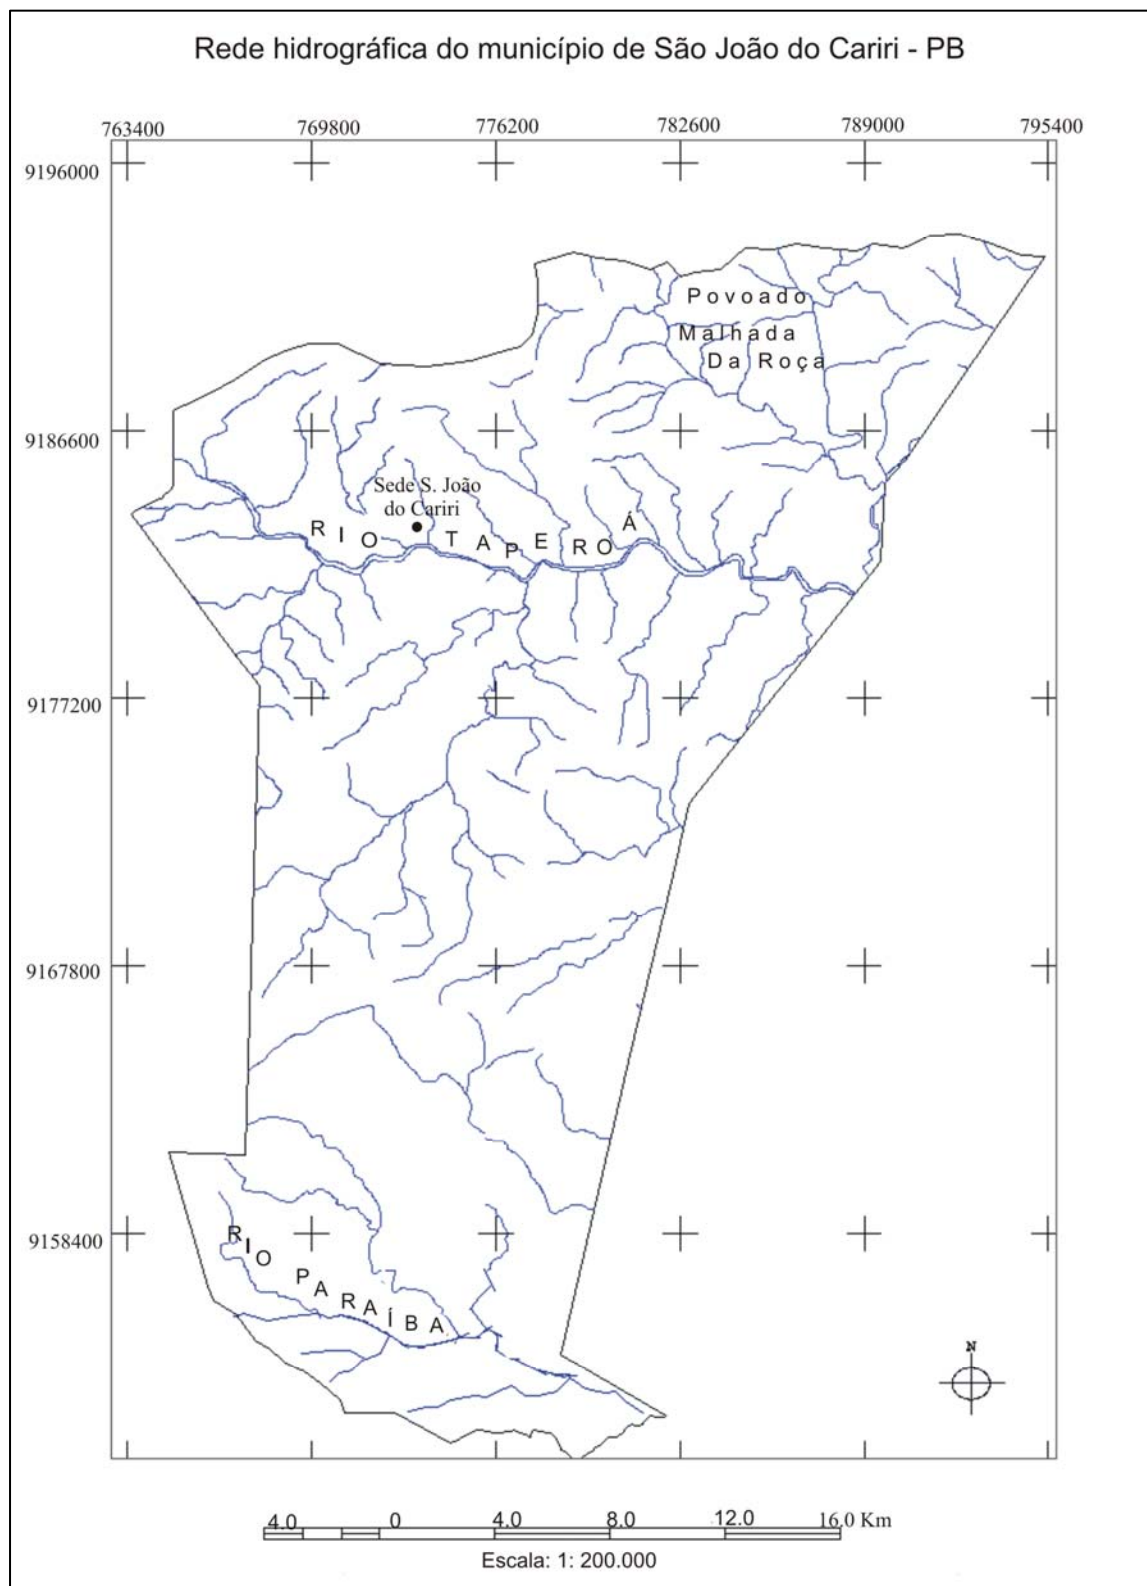 Rede hidrográfica do município de São João do Cariri - PB
763400 769800 776200 782600 789000 795400
9196000
Povoado
Malhada
Da Roça
9186600
Sede S. João
do Cariri
RIO TAPEROÁ
9177200
9167800
9158400
RIO PARAÍBA
N
4.0 0 4.0 8.0 12.0 16.0 Km
Escala: 1: 200.000